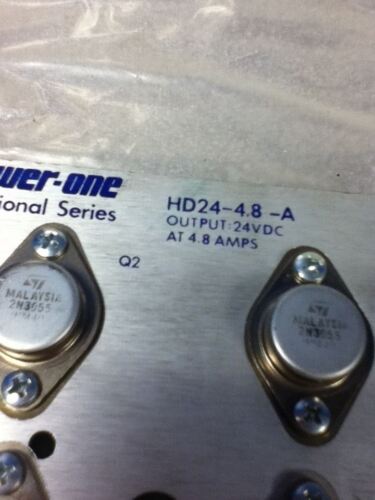 wer-one
ional Series
HD24-4.8 -A
OUTPUT: 24VDC
AT 4.8 AMPS
Q2
MALAYSIA
2N3055
MALAYSIA
2N3055